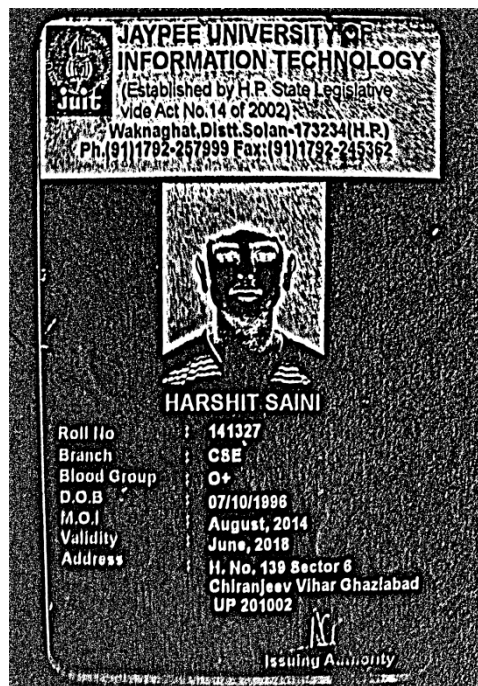 JAYPEE UNIVERSITY OF
INFORMATION TECHNOLOGY
(Established by H.P. State Legislative
Vide Act No.14 of 2002)
Waknaghat,Distt.Solan-173234(H.P.)
Ph.(91)1792-257999 Fax:(91)1792-245362
juit
HARSHIT SAINI
Roll No : 141327
Branch : CSE
Blood Group : O+
D.O.B : 07/10/1996
M.O.I : August, 2014
Validity : June, 2018
Address : H. No. 139 Sector 6
Chiranjeev Vihar Ghaziabad
UP 201002
Issuing Authority